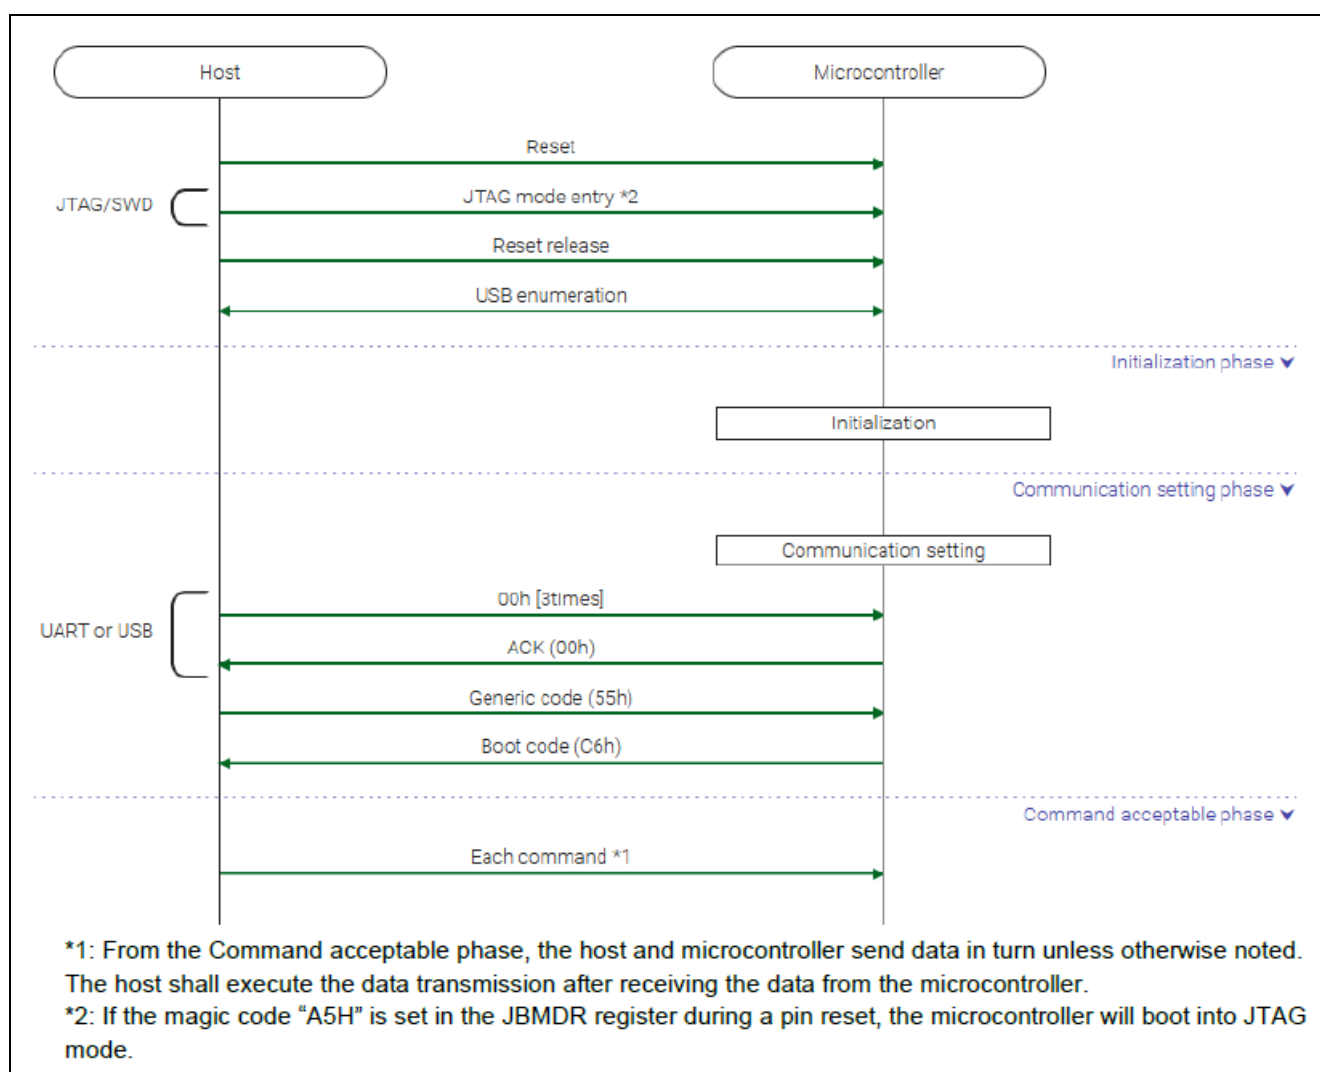 Host
Microcontroller
Reset
JTAG/SWD
JTAG mode entry *2
Reset release
USB enumeration
Initialization phase
Initialization
Communication setting phase
Communication setting
00h [3times]
UART or USB
ACK (00h)
Generic code (55h)
Boot code (C6h)
Command acceptable phase
Each command *1
*1: From the Command acceptable phase, the host and microcontroller send data in turn unless otherwise noted.
The host shall execute the data transmission after receiving the data from the microcontroller.
*2: If the magic code “A5H” is set in the JBMDR register during a pin reset, the microcontroller will boot into JTAG
mode.